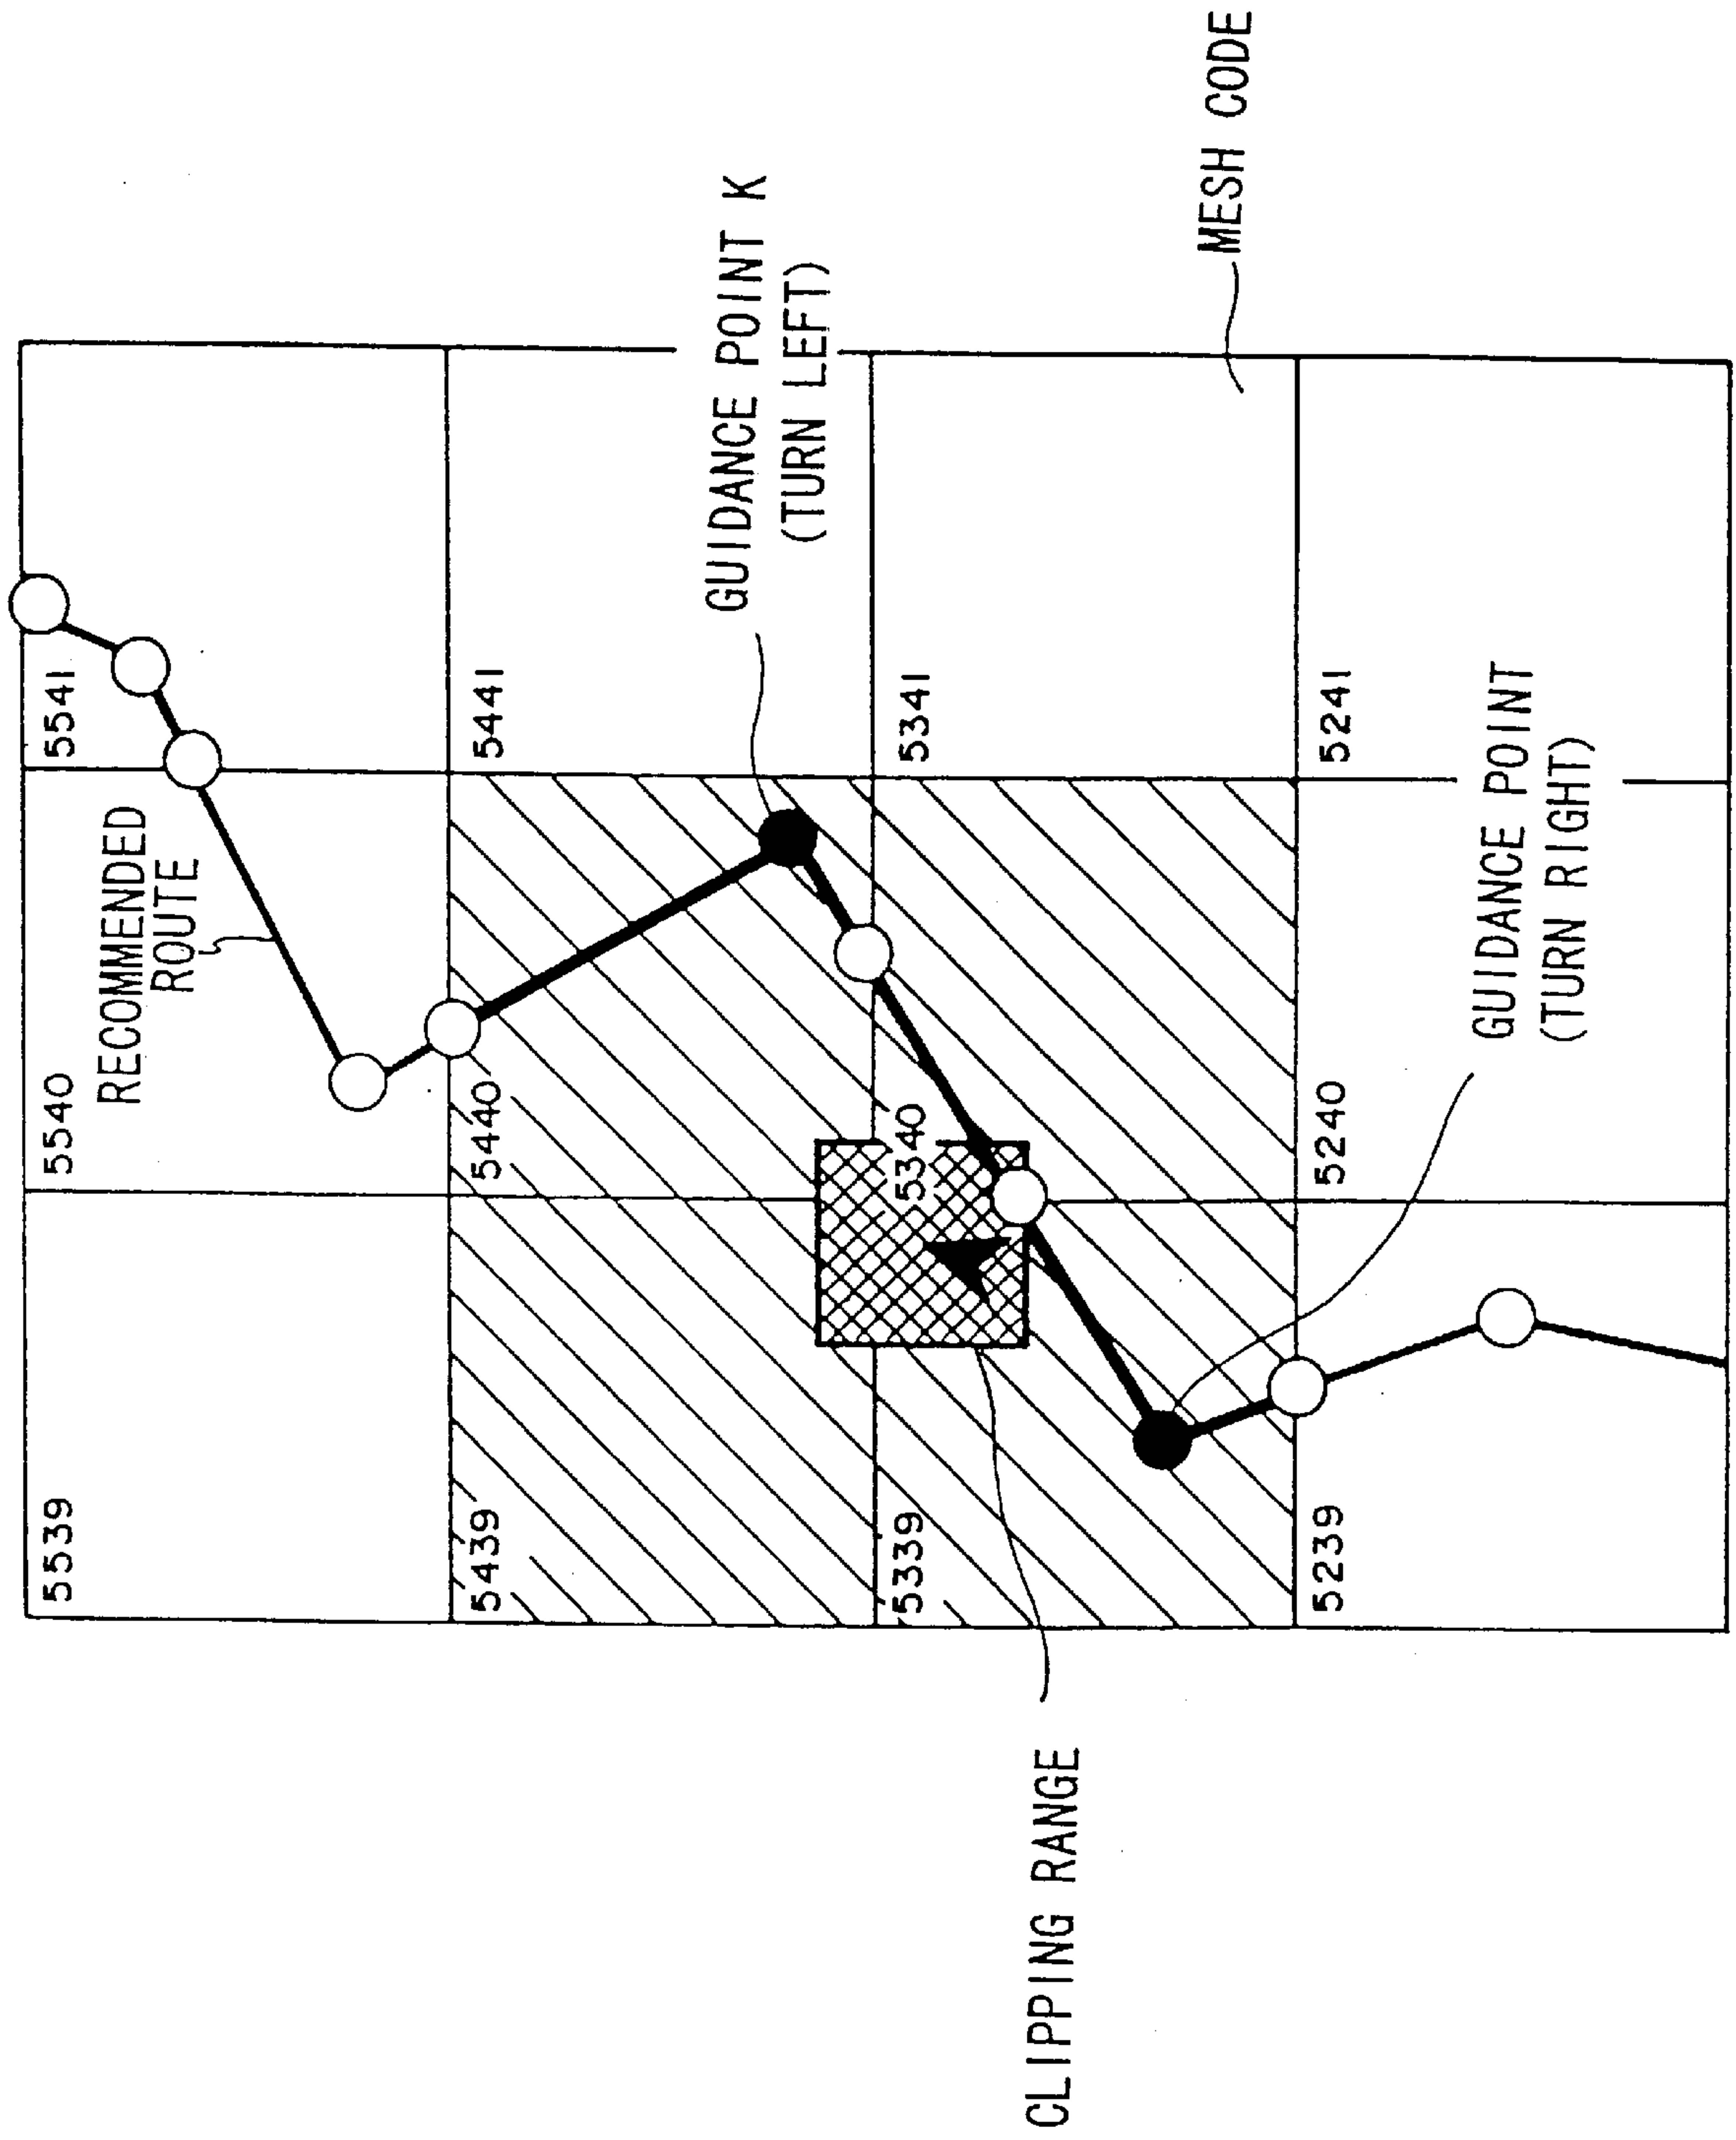 5539
5540
5541
RECOMMENDED
ROUTE
5439
5440
5441
GUIDANCE POINT K
(TURN LEFT)
5339
5340
5341
CLIPPING RANGE
5239
5240
5241
MESH CODE
GUIDANCE POINT
(TURN RIGHT)